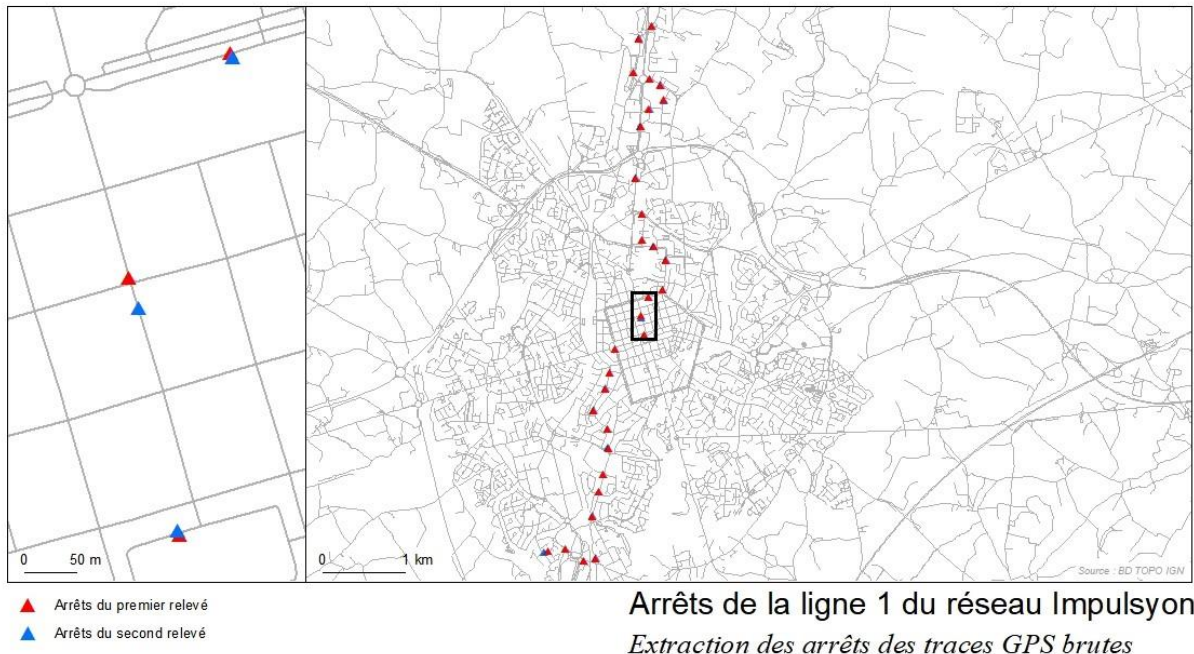 0 50 m
0 1 km
Source : BD TOPO IGN
Arrêts du premier relevé
Arrêts du second relevé
Arrêts de la ligne 1 du réseau Impulsyon
Extraction des arrêts des traces GPS brutes